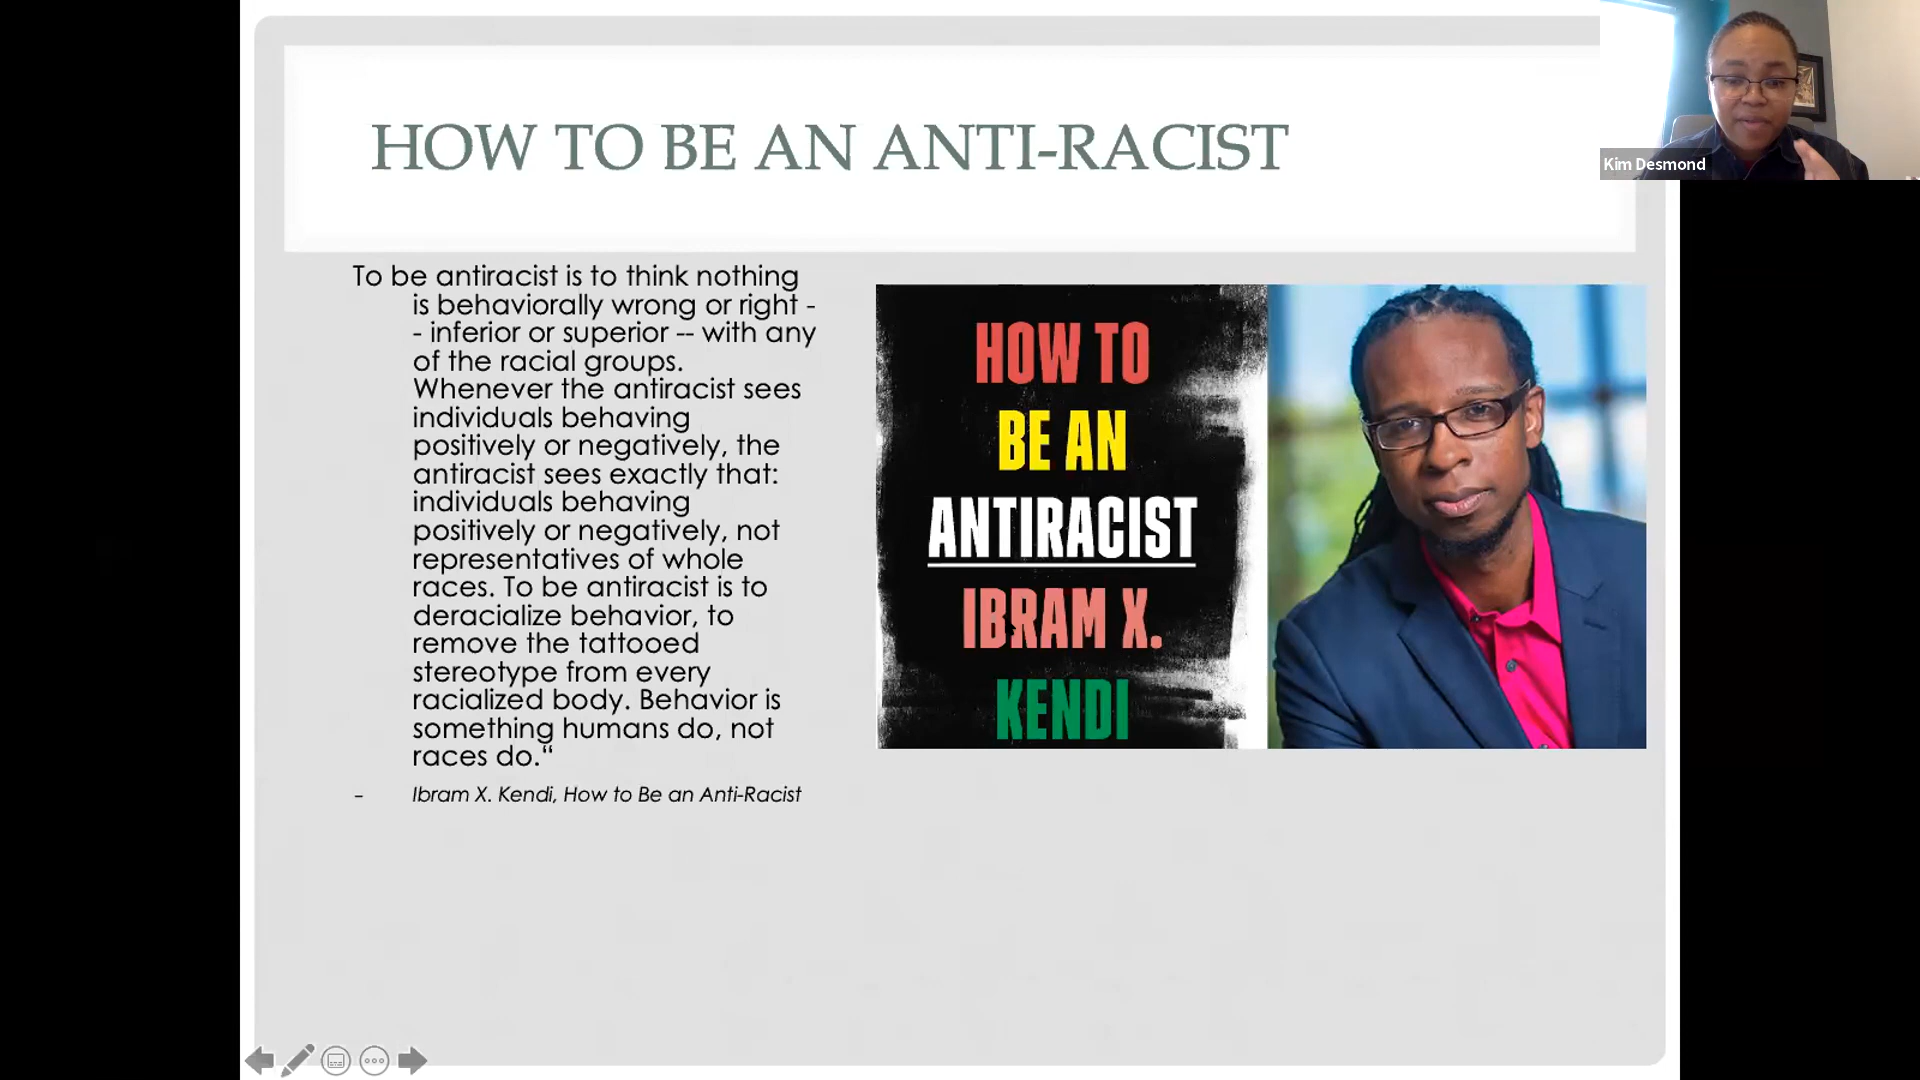 HOW TO BE AN ANTI-RACIST
Kim Desmond
To be antiracist is to think nothing
is behaviorally wrong or right -
- inferior or superior -- with any
of the racial groups.
Whenever the antiracist sees
individuals behaving
positively or negatively, the
antiracist sees exactly that:
individuals behaving
positively or negatively, not
representatives of whole
races. To be antiracist is to
deracialize behavior, to
remove the tattooed
stereotype from every
racialized body. Behavior is
something humans do, not
races do.“
- Ibram X. Kendi, How to Be an Anti-Racist
HOW TO
BE AN
ANTIRACIST
IBRAM X.
KENDI